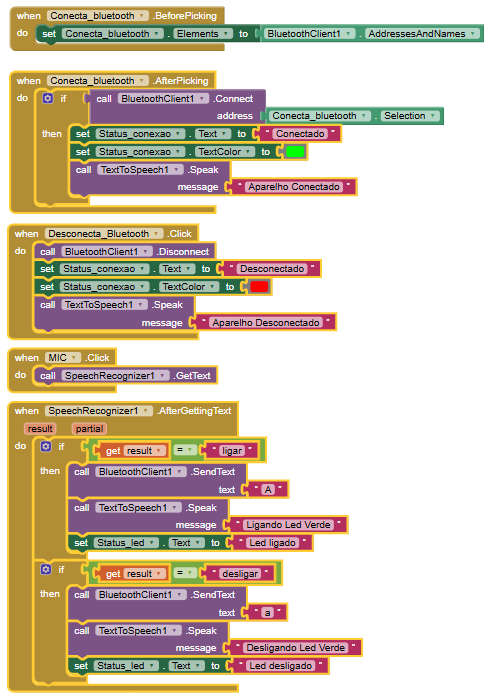 when Conecta_bluetooth .BeforePicking
do set Conecta_bluetooth . Elements to BluetoothClient1 . AddressesAndNames
when Conecta_bluetooth .AfterPicking
do if call BluetoothClient1 .Connect
address Conecta_bluetooth . Selection
then set Status_conexao . Text to " Conectado "
set Status_conexao . TextColor to
call TextToSpeech1 .Speak
message " Aparelho Conectado "
when Desconecta_Bluetooth .Click
do call BluetoothClient1 .Disconnect
set Status_conexao . Text to " Desconectado "
set Status_conexao . TextColor to
call TextToSpeech1 .Speak
message " Aparelho Desconectado "
when MIC .Click
do call SpeechRecognizer1 .GetText
when SpeechRecognizer1 .AfterGettingText
result partial
do if get result = " ligar "
then call BluetoothClient1 .SendText
text " A "
call TextToSpeech1 .Speak
message " Ligando Led Verde "
set Status_led . Text to " Led ligado "
if get result = " desligar "
then call BluetoothClient1 .SendText
text " a "
call TextToSpeech1 .Speak
message " Desligando Led Verde "
set Status_led . Text to " Led desligado "